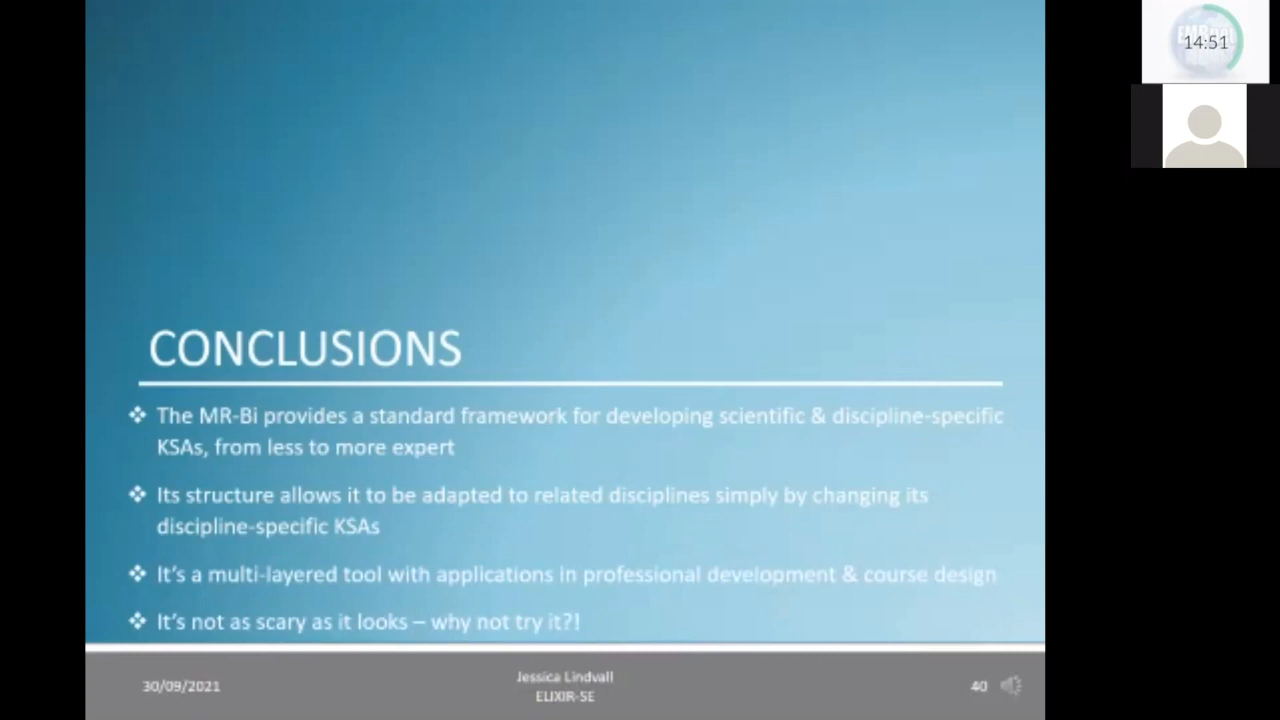 14:51
CONCLUSIONS
❖ The MR-Bi provides a standard framework for developing scientific & discipline-specific
KSAs, from less to more expert
❖ Its structure allows it to be adapted to related disciplines simply by changing its
discipline-specific KSAs
❖ It's a multi-layered tool with applications in professional development & course design
❖ It's not as scary as it looks – why not try it?!
30/09/2021
Jessica Lindvall
ELIXIR-SE
40